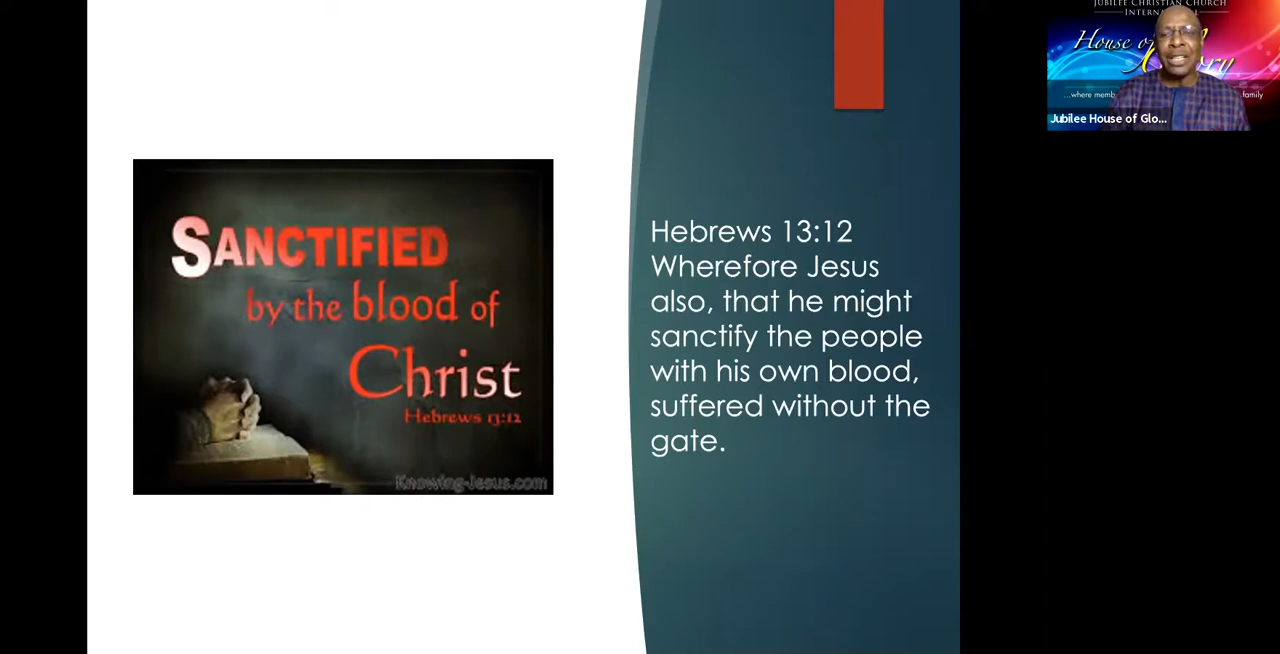 SANCTIFIED
by the blood of
Christ
Hebrews 13:12
Knowing-Jesus.com
Hebrews 13:12
Wherefore Jesus
also, that he might
sanctify the people
with his own blood,
suffered without the
gate.
JUBILEE CHRISTIAN CHURCH
House of
...where
family
Jubilee House of Glo...